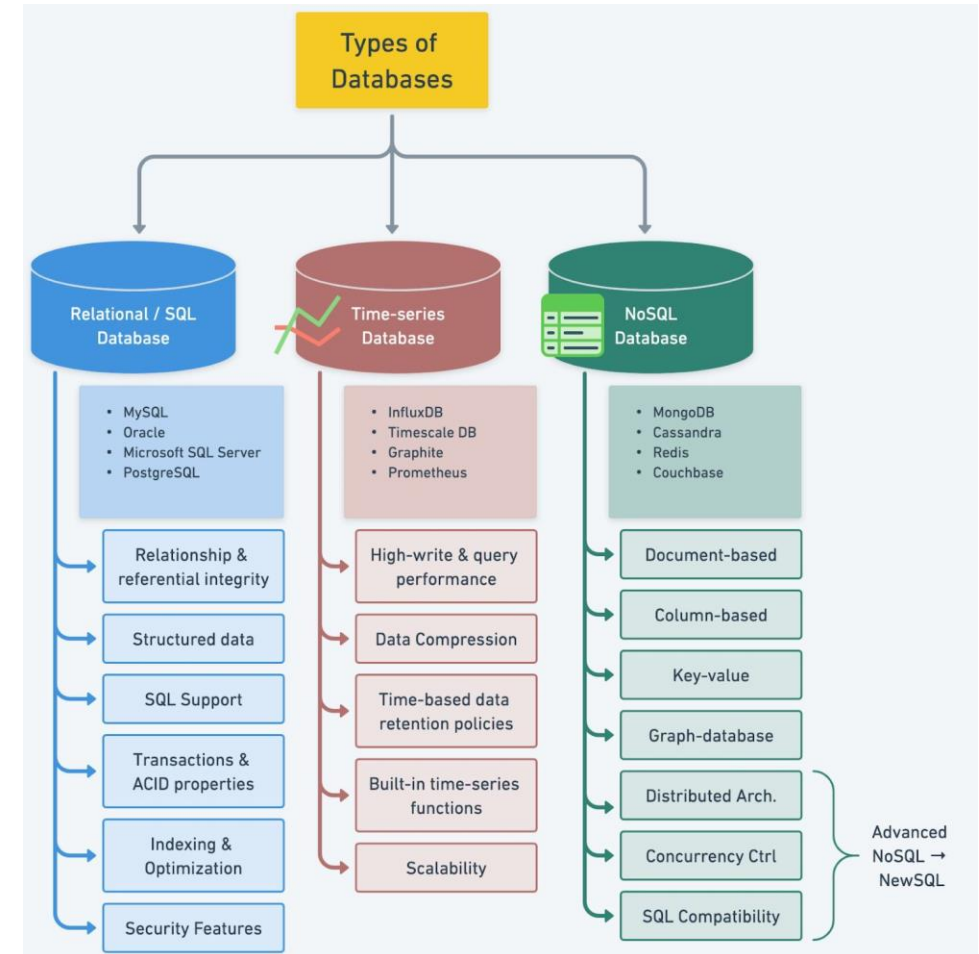 Types of
Databases
Relational / SQL
Database
• MySQL
• Oracle
• Microsoft SQL Server
• PostgreSQL
Relationship &
referential integrity
Structured data
SQL Support
Transactions &
ACID properties
Indexing &
Optimization
Security Features
Time-series
Database
• InfluxDB
• Timescale DB
• Graphite
• Prometheus
High-write & query
performance
Data Compression
Time-based data
retention policies
Built-in time-series
functions
Scalability
NoSQL
Database
• MongoDB
• Cassandra
• Redis
• Couchbase
Document-based
Column-based
Key-value
Graph-database
Distributed Arch.
Concurrency Ctrl
SQL Compatibility
Advanced
NoSQL →
NewSQL